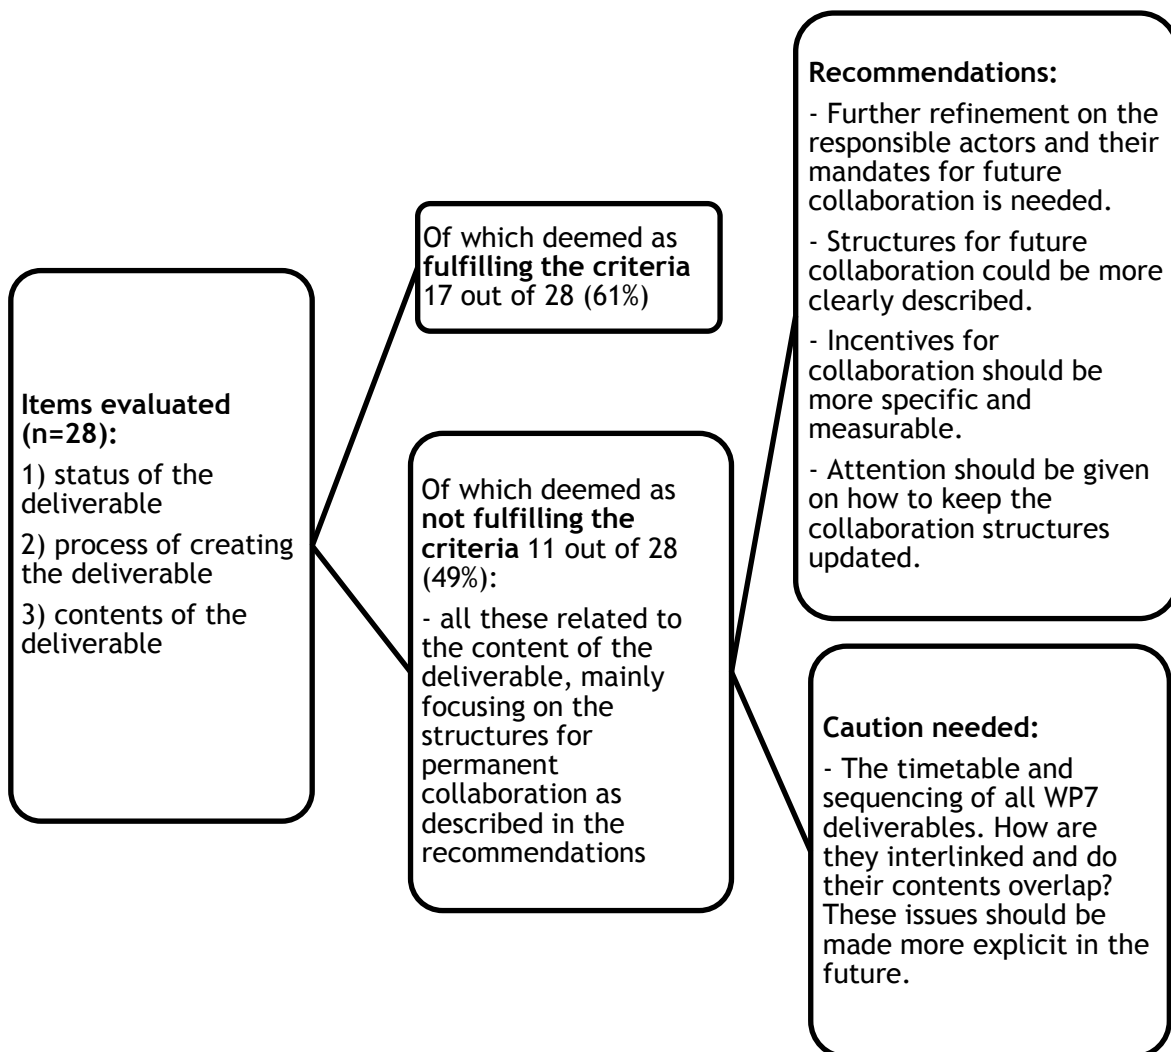 Items evaluated
(n=28):
1) status of the
deliverable
2) process of creating
the deliverable
3) contents of the
deliverable
Of which deemed as
fulfilling the criteria
17 out of 28 (61%)
Of which deemed as
not fulfilling the
criteria 11 out of 28
(49%):
- all these related to
the content of the
deliverable, mainly
focusing on the
structures for
permanent
collaboration as
described in the
recommendations
Recommendations:
- Further refinement on the
responsible actors and their
mandates for future
collaboration is needed.
- Structures for future
collaboration could be more
clearly described.
- Incentives for
collaboration should be
more specific and
measurable.
- Attention should be given
on how to keep the
collaboration structures
updated.
Caution needed:
- The timetable and
sequencing of all WP7
deliverables. How are
they interlinked and do
their contents overlap?
These issues should be
made more explicit in the
future.